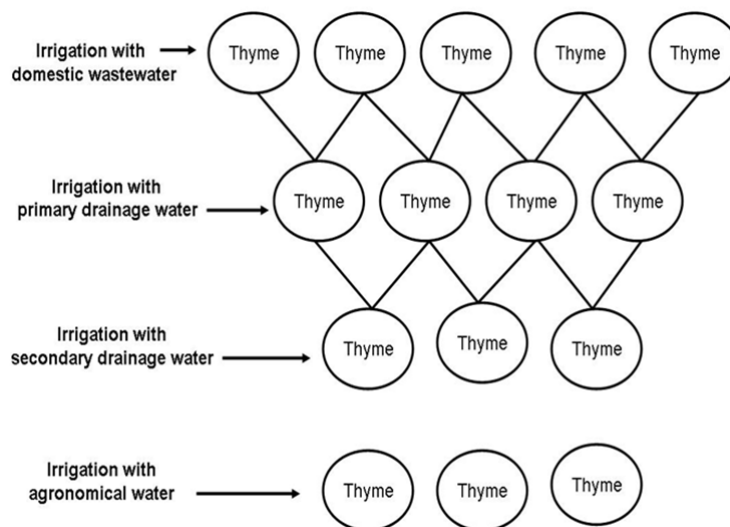 Irrigation with
domestic wastewater
Thyme Thyme Thyme Thyme Thyme
Irrigation with
primary drainage water
Thyme Thyme Thyme Thyme
Irrigation with
secondary drainage water
Thyme Thyme Thyme
Irrigation with
agronomical water
Thyme Thyme Thyme